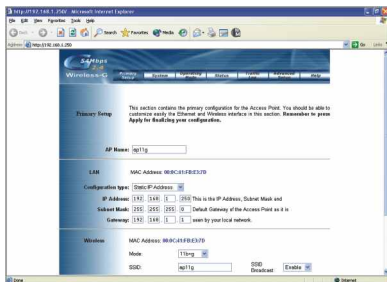 http://192.168.1.250/ - Microsoft Internet Explorer
File Edit View Favorites Tools Help
Back Search Favorites Media
Address http://192.168.1.250 Go Links
54Mbps
2.4
Wireless-G Primary Setup System Status Help
Primary Setup
This section contains the primary configuration for the Access Point. You should be able to
customize easily the Ethernet and Wireless interface in this section. Remember to press
Apply for finalizing your configuration.
AP Name: ap11g
LAN MAC Address: 00:0C:41:FB:E3:7D
Configuration type: Static IP Address
IP Address: 192 168 1 250 This is the IP Address, Subnet Mask and
Subnet Mask: 255 255 255 0 Default Gateway of the Access Point as it is
Gateway: 192 168 1 1 seen by your local network.
Wireless MAC Address: 00:0C:41:FB:E3:7D
Mode: 11b+g
SSID: ap11g SSID Broadcast: Enable
Done Internet